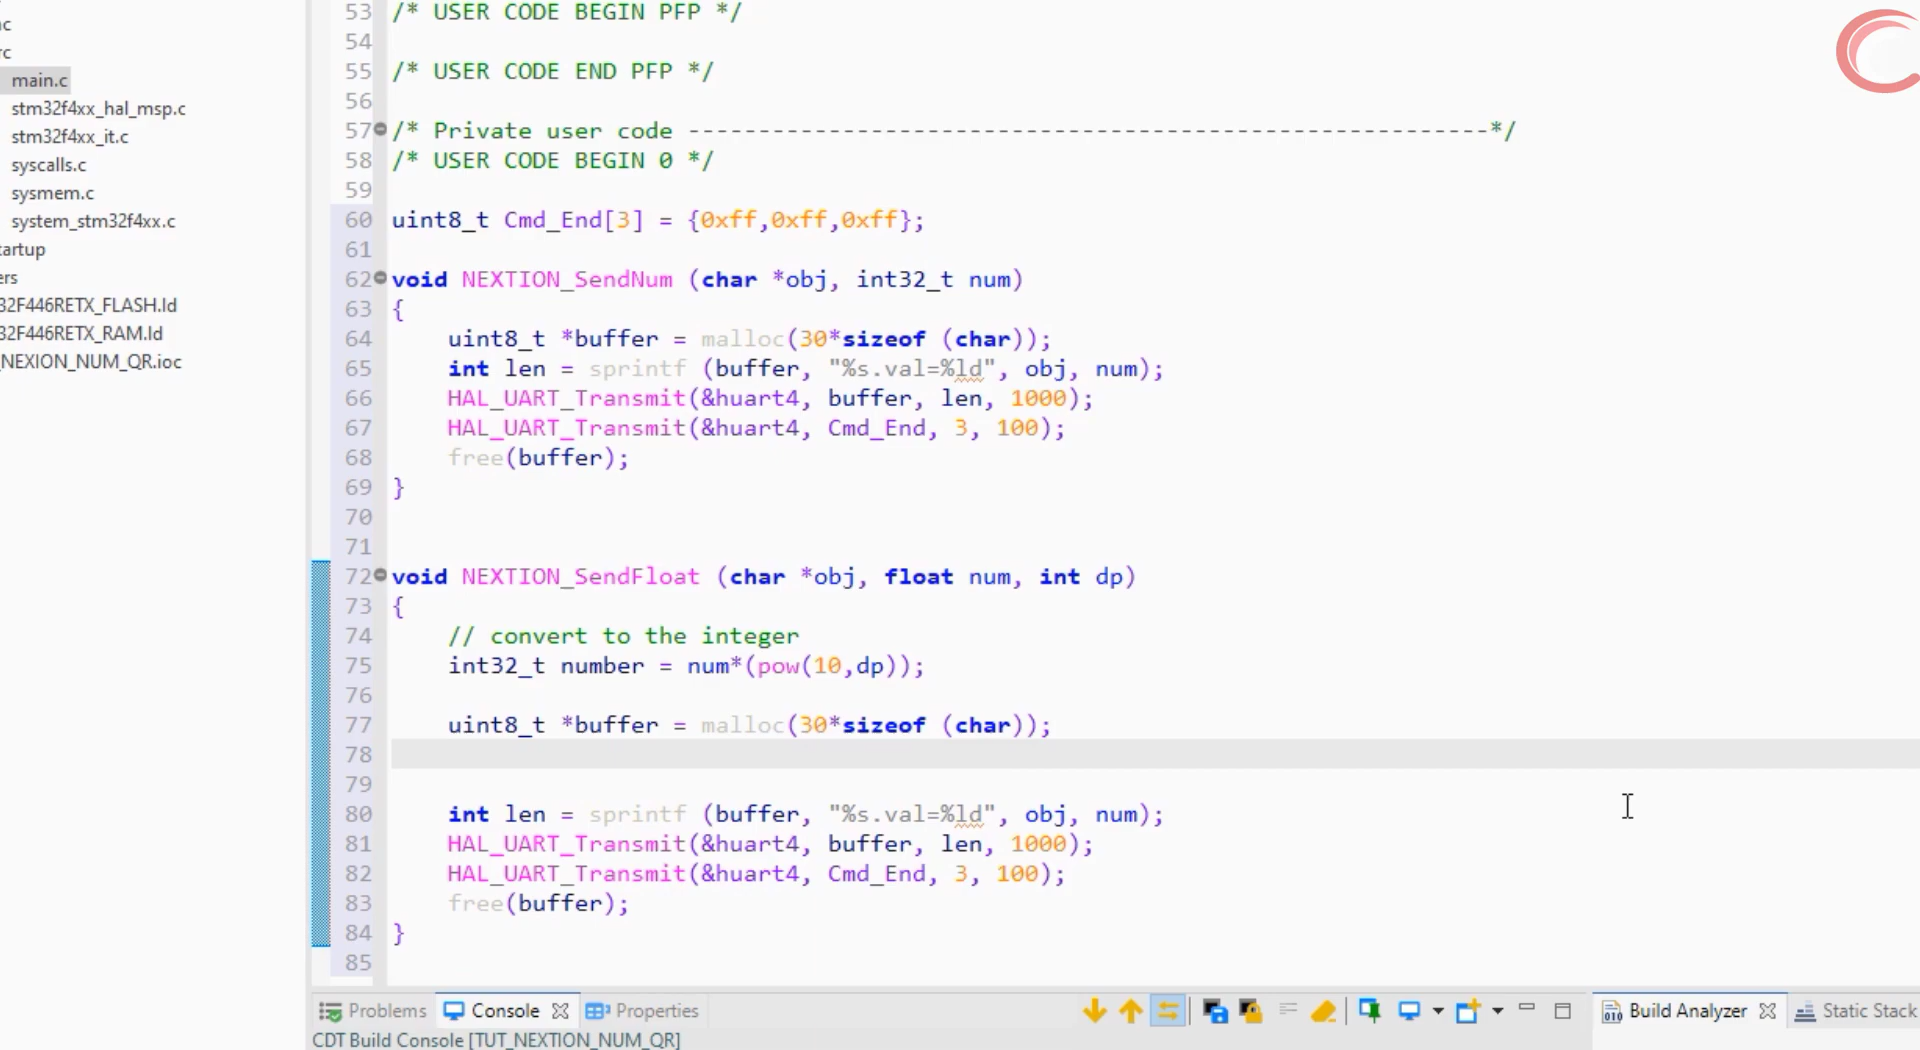 c
rc
main.c
stm32f4xx_hal_msp.c
stm32f4xx_it.c
syscalls.c
sysmem.c
system_stm32f4xx.c
tartup
ers
32F446RETX_FLASH.ld
32F446RETX_RAM.ld
_NEXION_NUM_QR.ioc
53 /* USER CODE BEGIN PFP */
54
55 /* USER CODE END PFP */
56
57 /* Private user code ---------------------------------------------------------*/
58 /* USER CODE BEGIN 0 */
59
60 uint8_t Cmd_End[3] = {0xff,0xff,0xff};
61
62 void NEXTION_SendNum (char *obj, int32_t num)
63 {
64     uint8_t *buffer = malloc(30*sizeof (char));
65     int len = sprintf (buffer, "%s.val=%ld", obj, num);
66     HAL_UART_Transmit(&huart4, buffer, len, 1000);
67     HAL_UART_Transmit(&huart4, Cmd_End, 3, 100);
68     free(buffer);
69 }
70
71
72 void NEXTION_SendFloat (char *obj, float num, int dp)
73 {
74     // convert to the integer
75     int32_t number = num*(pow(10,dp));
76
77     uint8_t *buffer = malloc(30*sizeof (char));
78
79
80     int len = sprintf (buffer, "%s.val=%ld", obj, num);
81     HAL_UART_Transmit(&huart4, buffer, len, 1000);
82     HAL_UART_Transmit(&huart4, Cmd_End, 3, 100);
83     free(buffer);
84 }
85
Problems Console Properties
Build Analyzer Static Stack
CDT Build Console [TUT_NEXTION_NUM_QR]